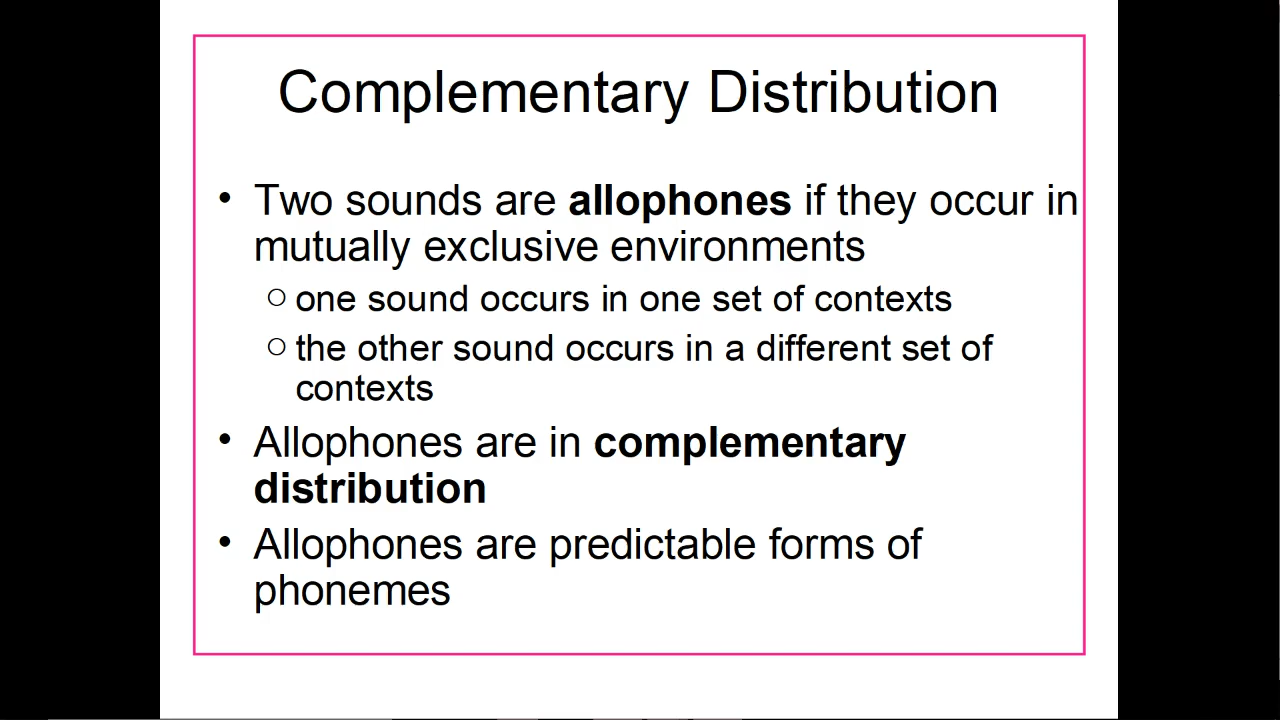 Complementary Distribution
• Two sounds are allophones if they occur in
mutually exclusive environments
○ one sound occurs in one set of contexts
○ the other sound occurs in a different set of
contexts
• Allophones are in complementary
distribution
• Allophones are predictable forms of
phonemes